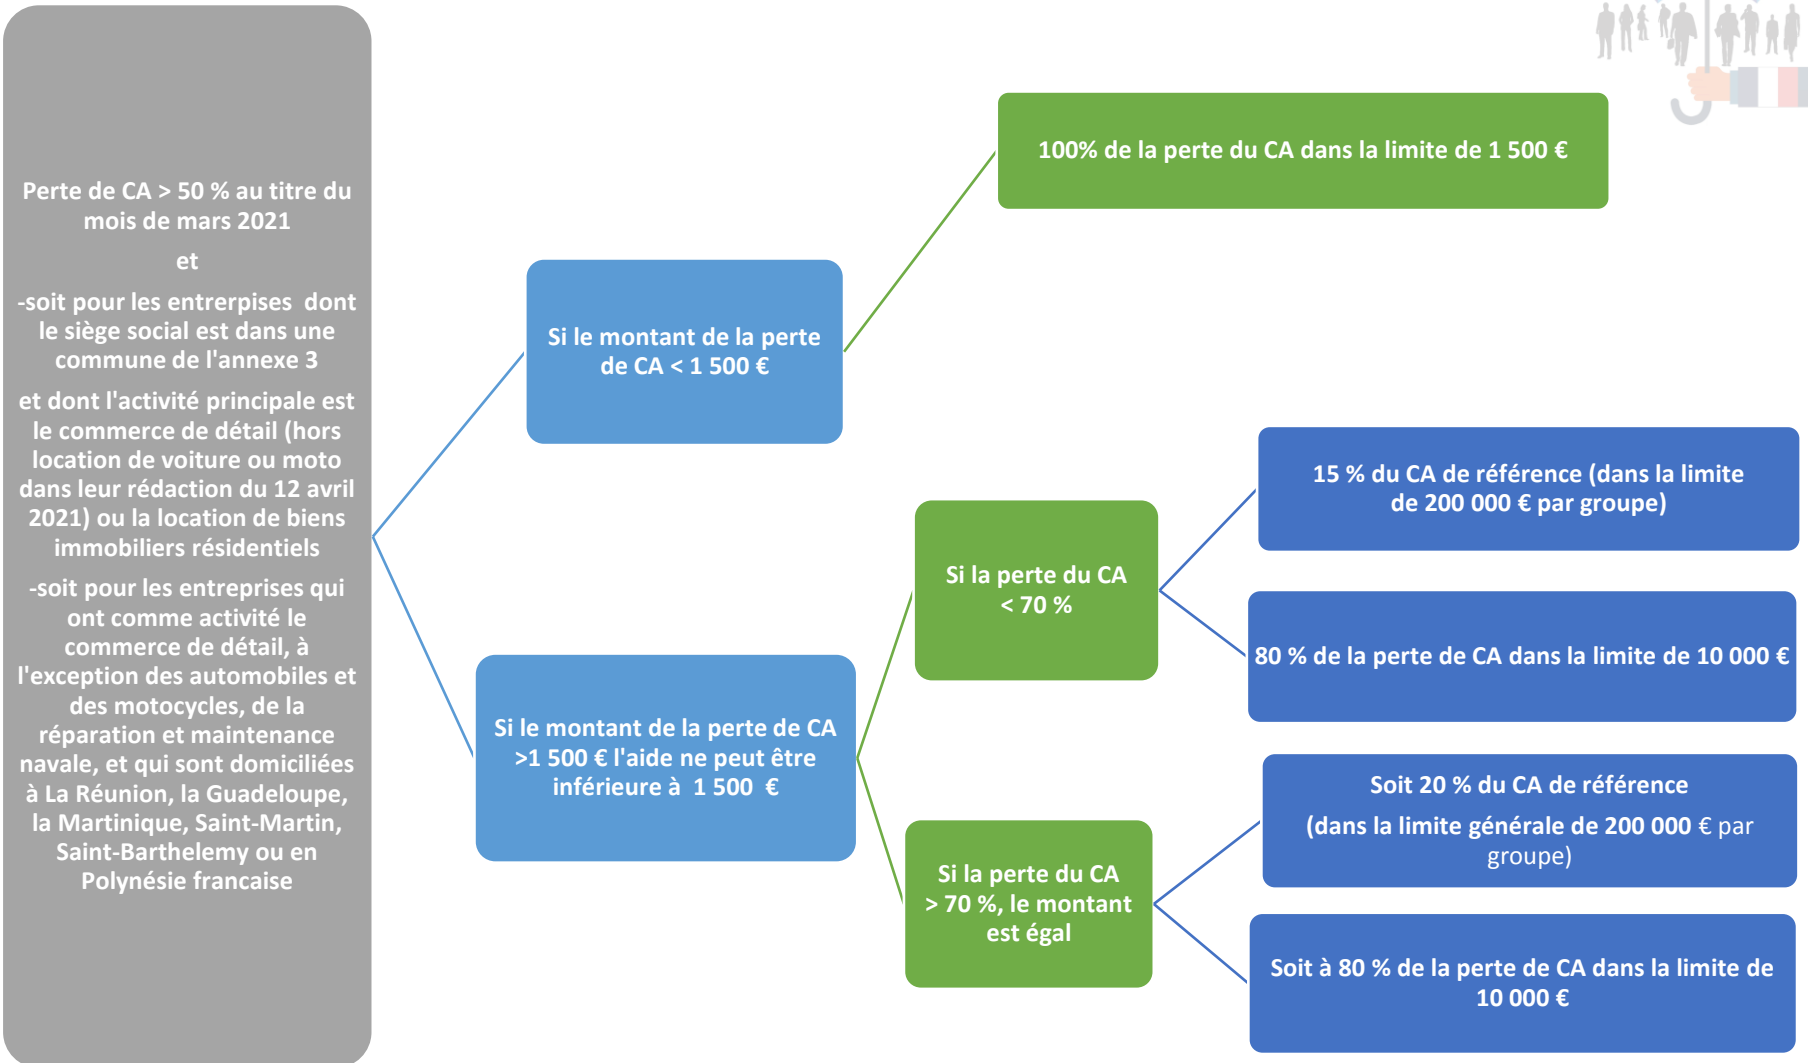 Perte de CA > 50 % au titre du
mois de mars 2021
et
-soit pour les entrerpises dont
le siège social est dans une
commune de l'annexe 3
et dont l'activité principale est
le commerce de détail (hors
location de voiture ou moto
dans leur rédaction du 12 avril
2021) ou la location de biens
immobiliers résidentiels
-soit pour les entreprises qui
ont comme activité le
commerce de détail, à
l'exception des automobiles et
des motocycles, de la
réparation et maintenance
navale, et qui sont domiciliées
à La Réunion, la Guadeloupe,
la Martinique, Saint-Martin,
Saint-Barthelemy ou en
Polynésie francaise
Si le montant de la perte
de CA < 1 500 €
100% de la perte du CA dans la limite de 1 500 €
Si le montant de la perte de CA
>1 500 € l'aide ne peut être
inférieure à 1 500 €
Si la perte du CA
< 70 %
15 % du CA de référence (dans la limite
de 200 000 € par groupe)
80 % de la perte de CA dans la limite de 10 000 €
Si la perte du CA
> 70 %, le montant
est égal
Soit 20 % du CA de référence
(dans la limite générale de 200 000 € par
groupe)
Soit à 80 % de la perte de CA dans la limite de
10 000 €